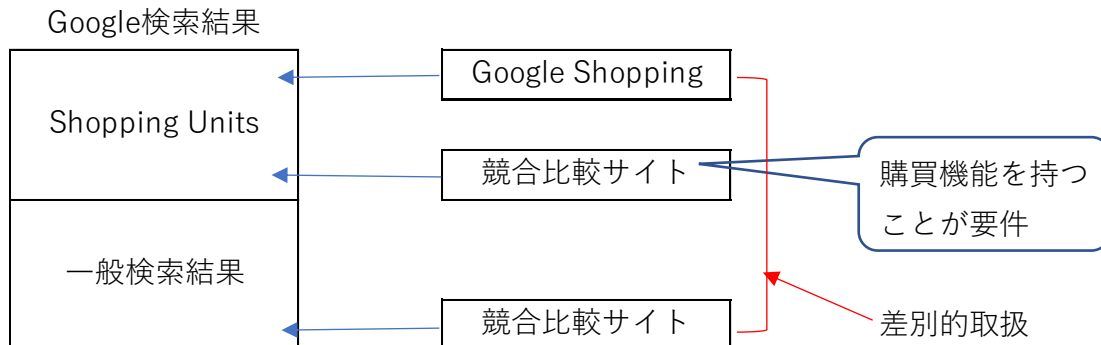 Google検索結果
Shopping Units
一般検索結果
Google Shopping
競合比較サイト
競合比較サイト
購買機能を持つ
ことが要件
差別的取扱